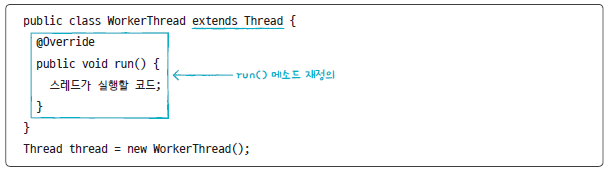 public class WorkerThread extends Thread {
@Override
public void run() {
스레드가 실행할 코드;
}
run() 메소드 재정의
}
Thread thread = new WorkerThread();